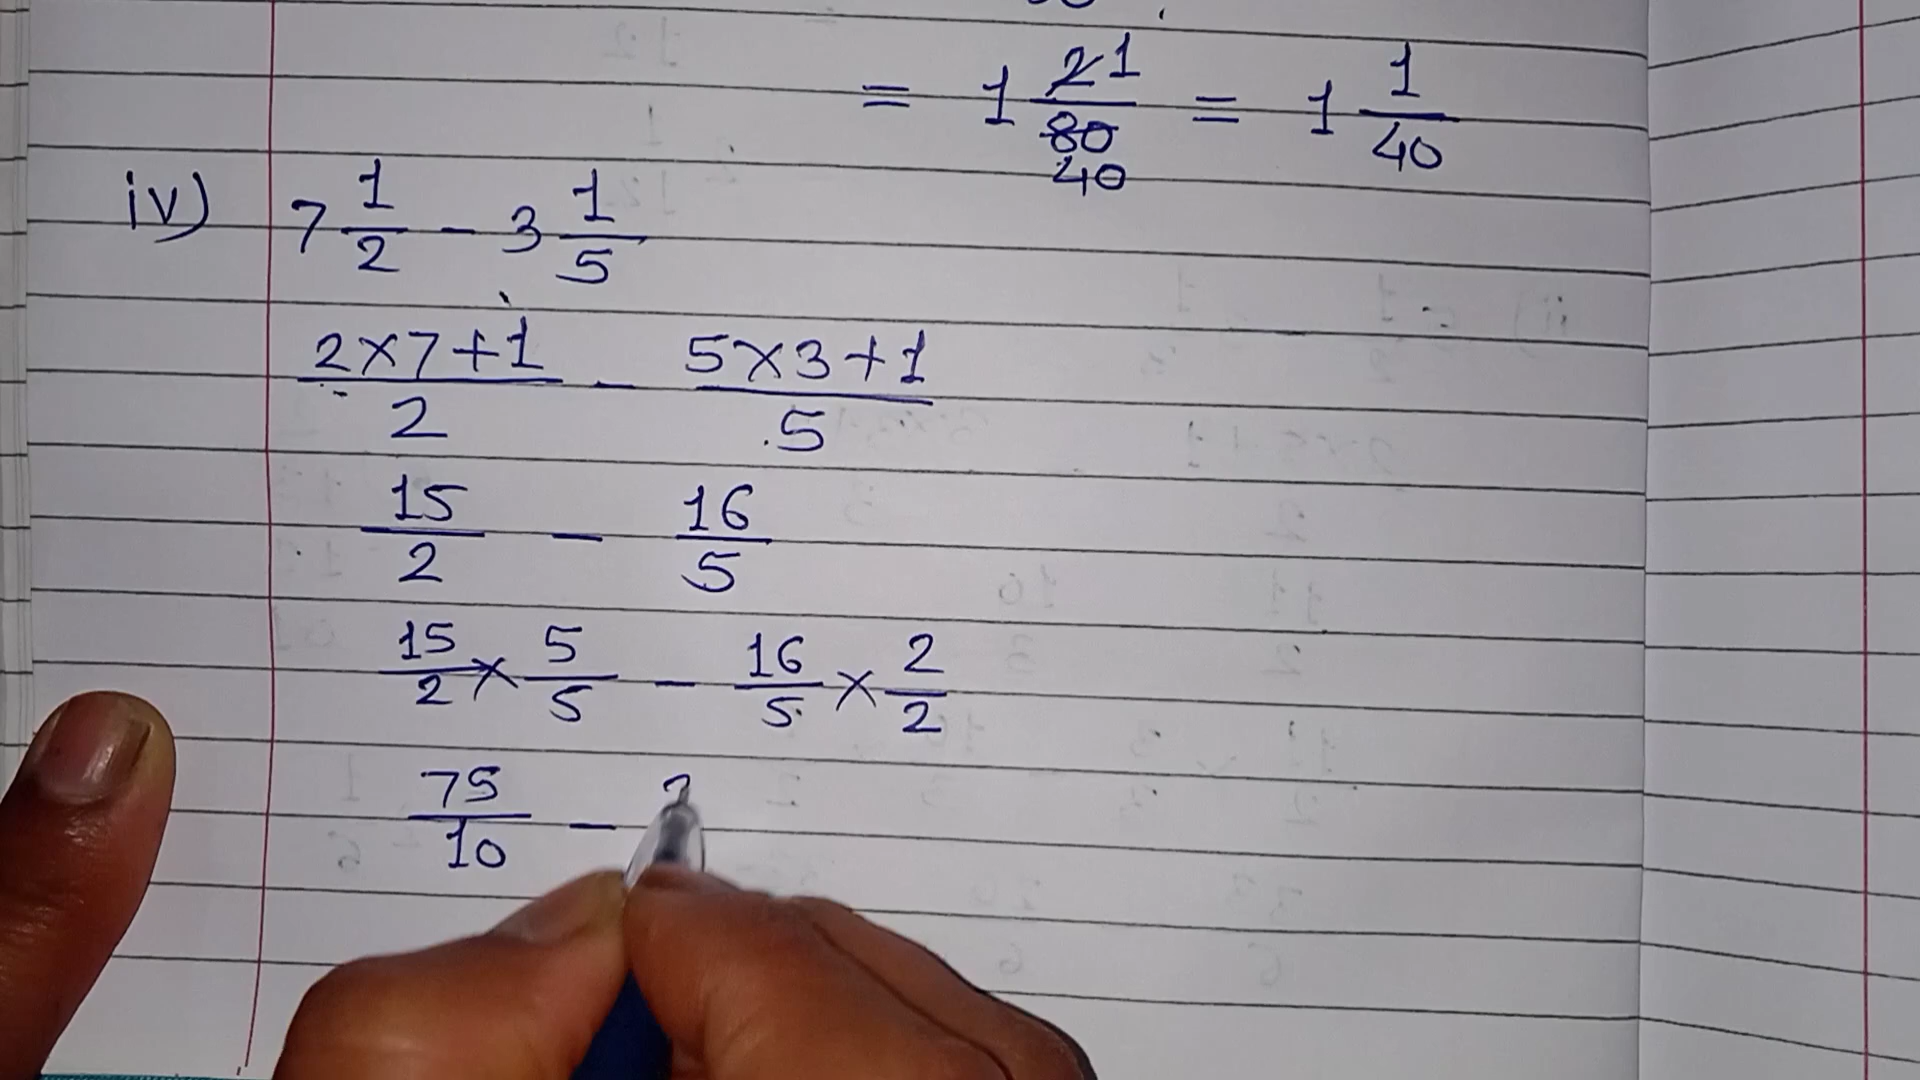 = 1 21/80 40 = 1 1/40
iv) 7 1/2 - 3 1/5
2×7+1/2 - 5×3+1/5
15/2 - 16/5
15/2 × 5/5 - 16/5 × 2/2
75/10 -